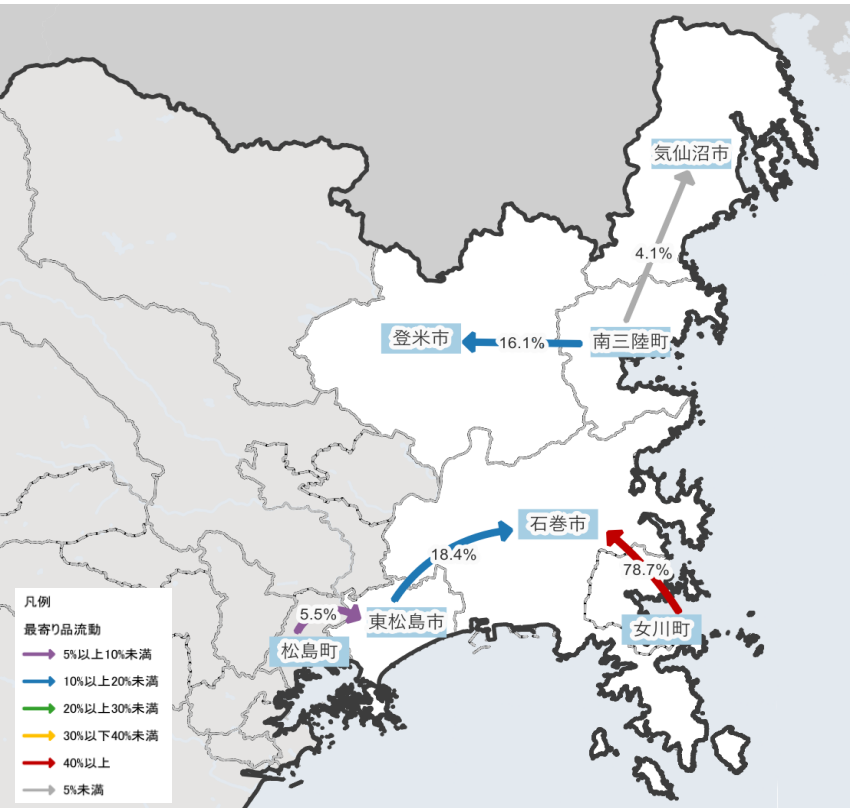 気仙沼市
4.1%
登米市
16.1%
南三陸町
石巻市
18.4%
78.7%
5.5%
東松島市
女川町
松島町
凡例
最寄り品流動
5%以上10%未満
10%以上20%未満
20%以上30%未満
30%以下40%未満
40%以上
5%未満